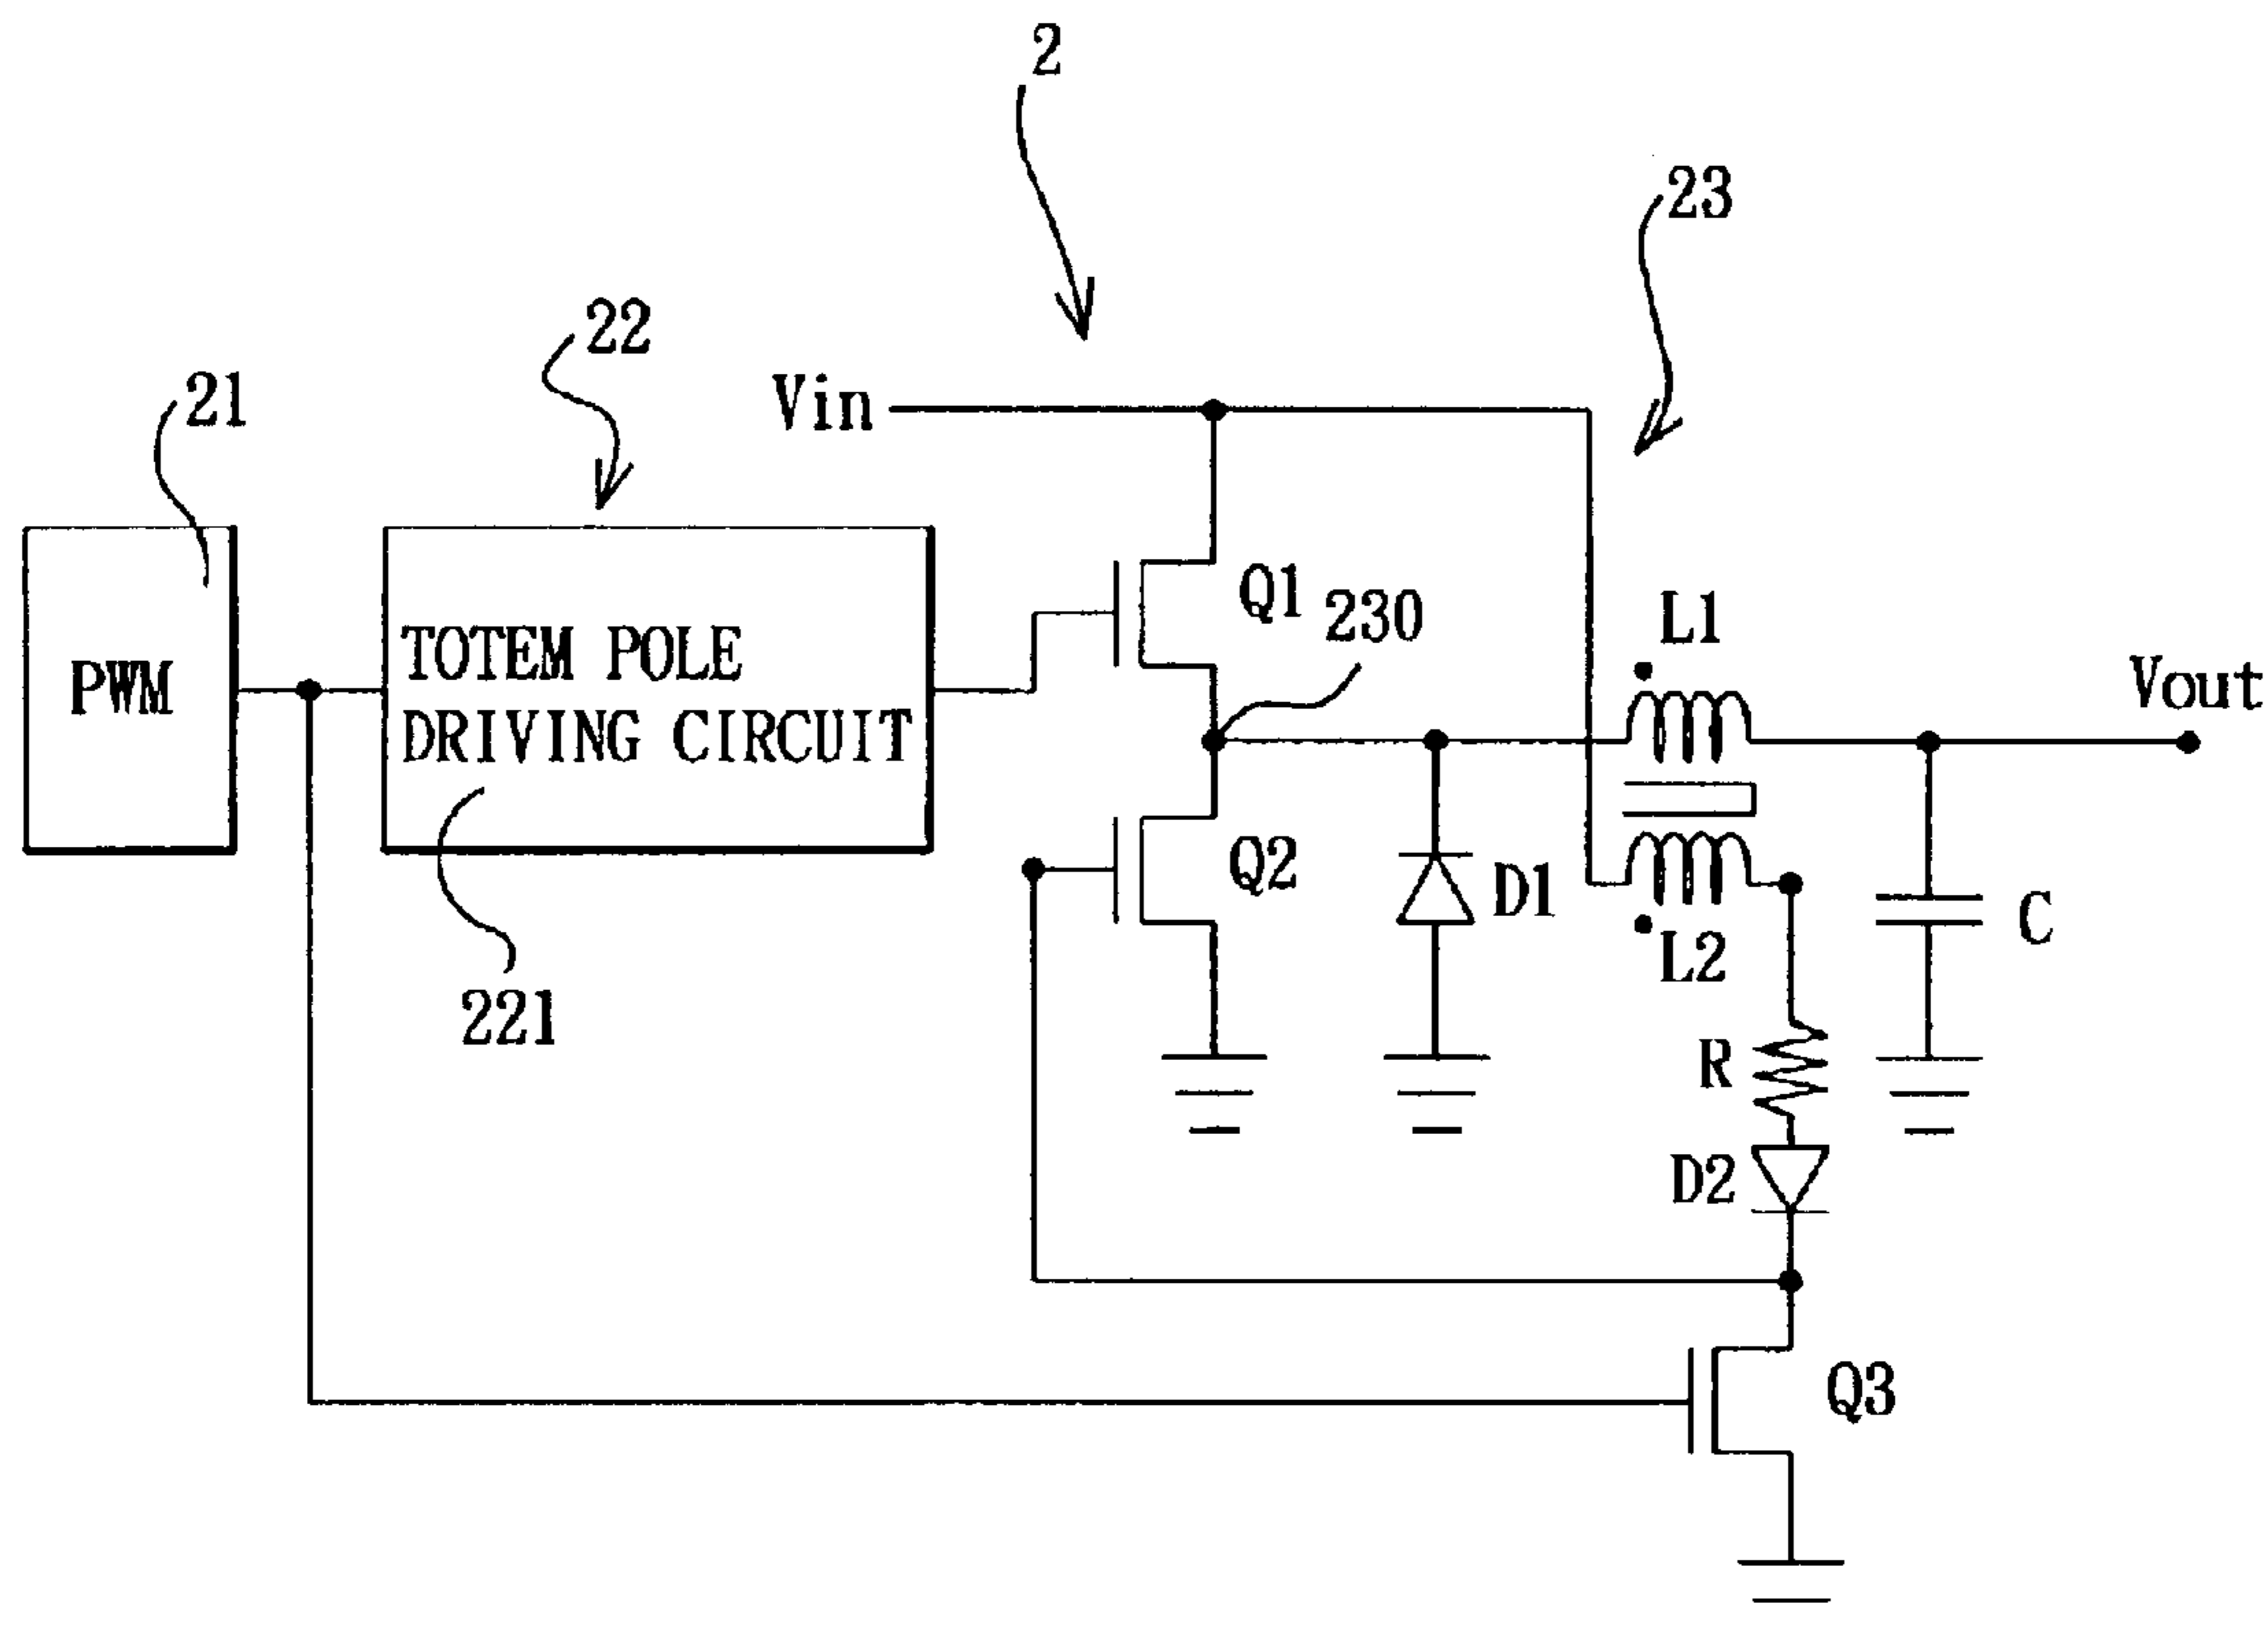 2
23
22
21
Vin
Q1
230
L1
Vout
PWM
TOTEM POLE
DRIVING CIRCUIT
Q2
D1
L2
C
221
R
D2
Q3